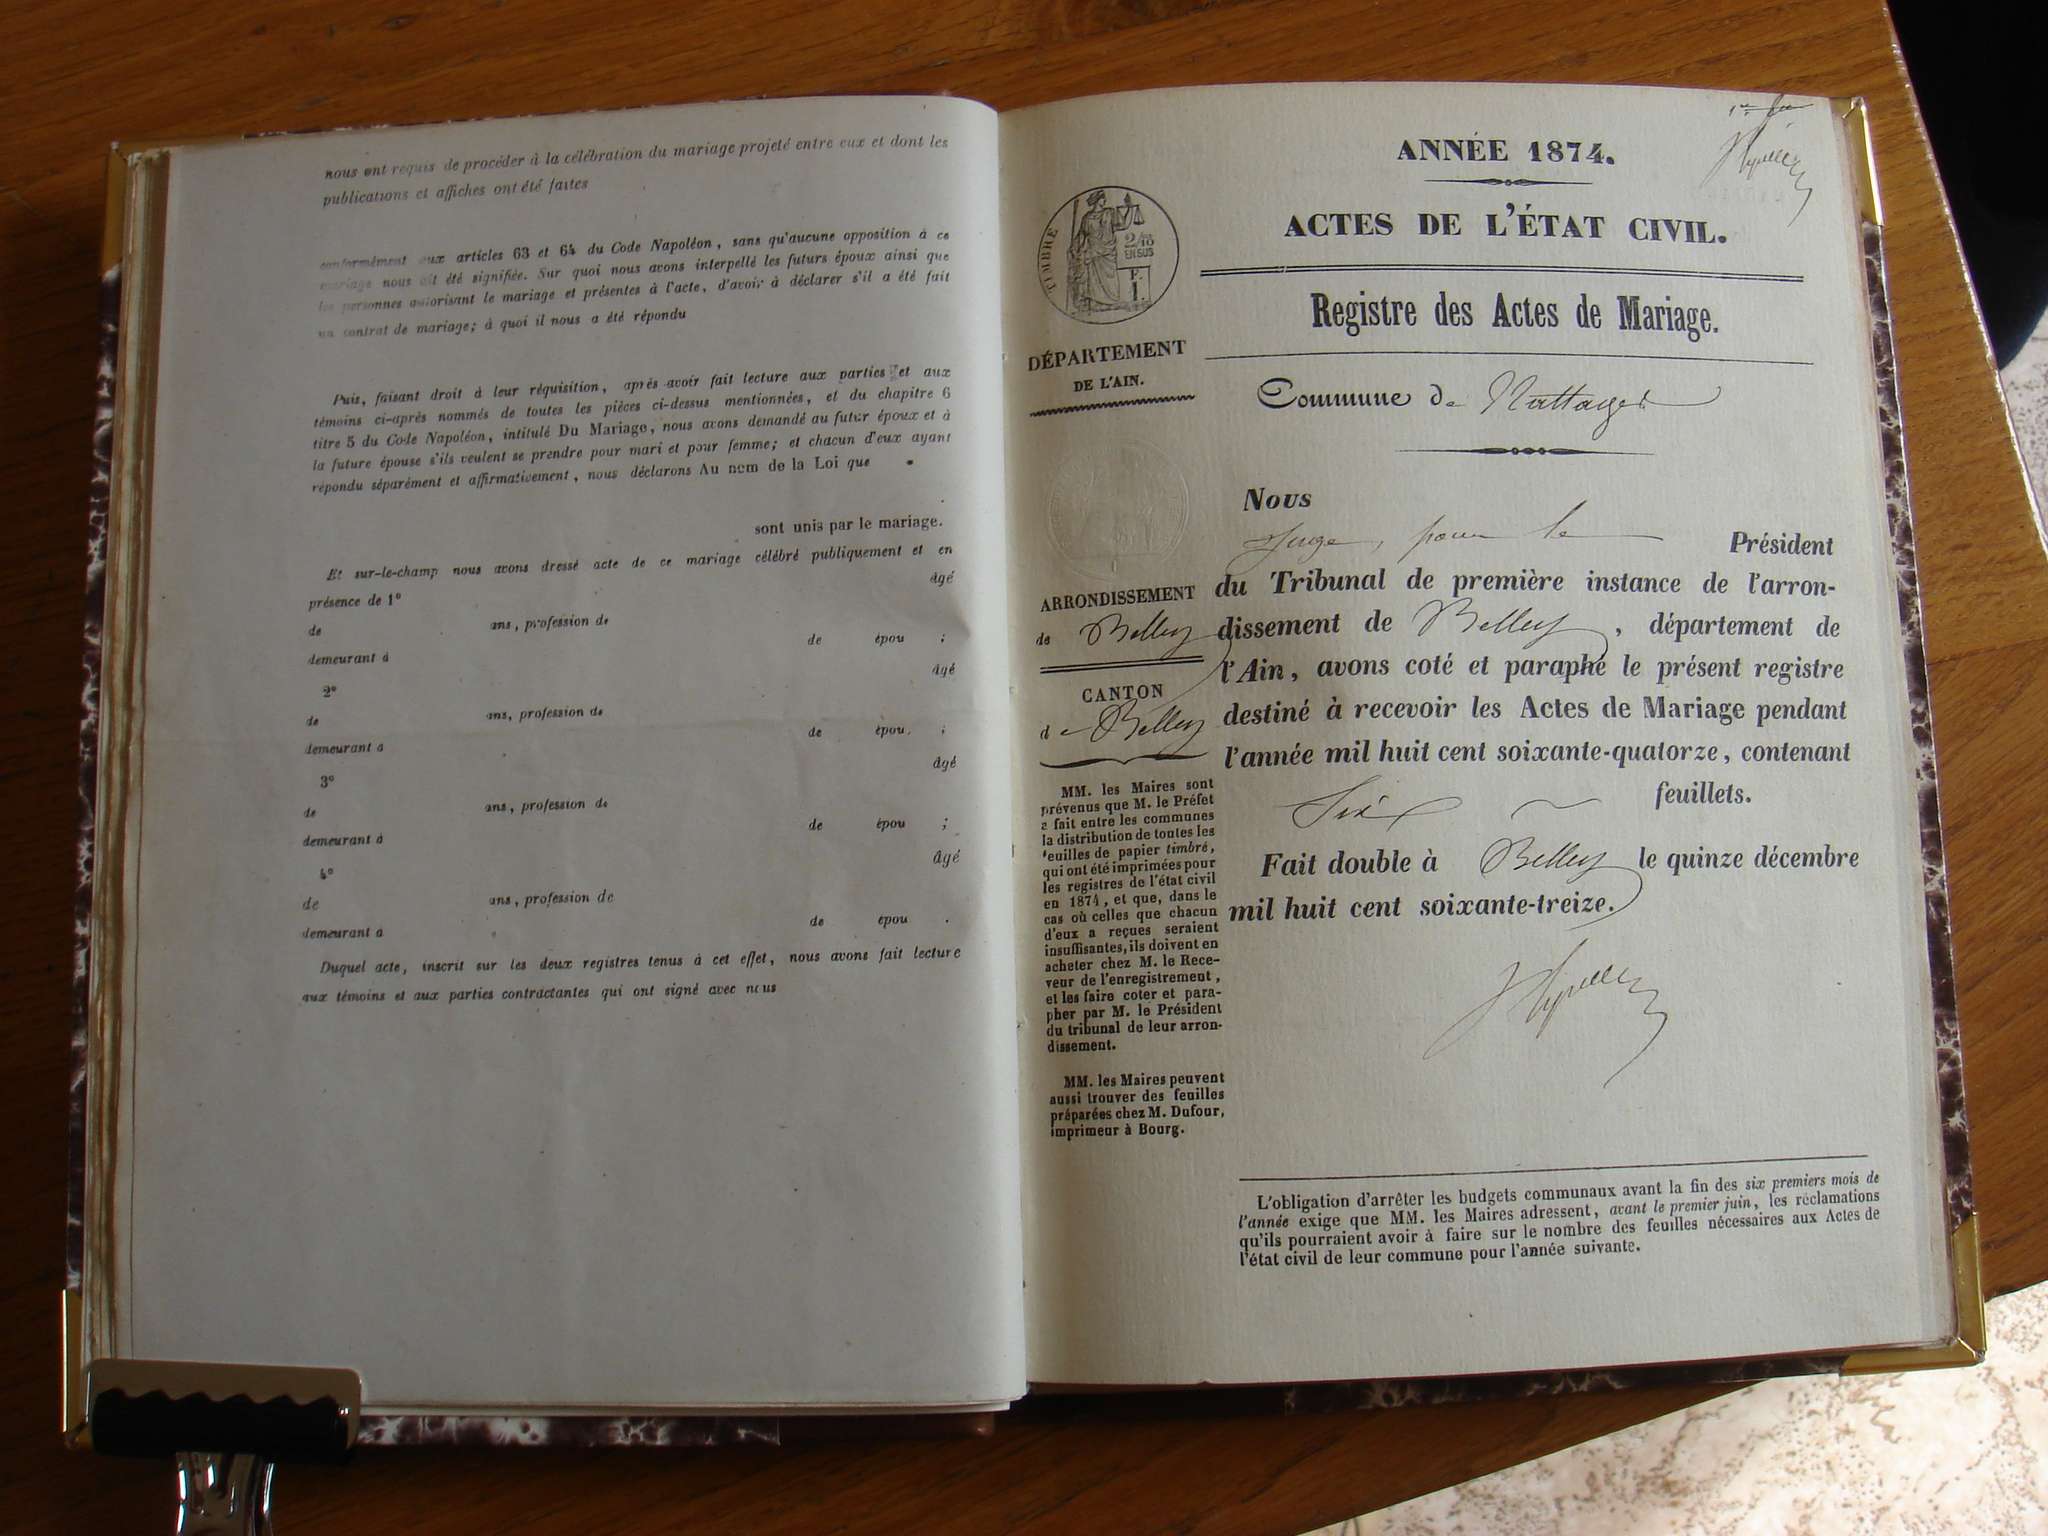 nous ont requis de procéder à la célébration du mariage projeté entre eux et dont les
publications et affiches ont été faites
conformément aux articles 63 et 64 du Code Napoléon, sans qu'aucune opposition à ce
mariage nous ait été signifiée. Sur quoi nous avons interpellé les futurs époux ainsi que
les personnes autorisant le mariage et présentes à l'acte, d'avoir à déclarer s'il a été fait
un contrat de mariage; à quoi il nous a été répondu
Puis, faisant droit à leur réquisition, après avoir fait lecture aux parties et aux
témoins ci-après nommés de toutes les pièces ci-dessus mentionnées, et du chapitre 6
titre 5 du Code Napoléon, intitulé Du Mariage, nous avons demandé au futur époux et à
la future épouse s'ils veulent se prendre pour mari et pour femme; et chacun d'eux ayant
répondu séparément et affirmativement, nous déclarons Au nom de la Loi que
sont unis par le mariage.
Et sur-le-champ nous avons dressé acte de ce mariage célébré publiquement et en
présence de 1° âgé
de ans, profession de
demeurant à de épou ;
2° âgé
de ans, profession de
demeurant à de épou ;
3° âgé
de ans, profession de
demeurant à de épou ;
4° âgé
de ans, profession de
demeurant à de épou .
Duquel acte, inscrit sur les deux registres tenus à cet effet, nous avons fait lecture
aux témoins et aux parties contractantes qui ont signé avec nous
ANNÉE 1874.
ACTES DE L'ÉTAT CIVIL.
Registre des Actes de Mariage.
TIMBRE
2/10
EN SUS
DÉPARTEMENT
DE L'AIN.
Commune de Nattages
ARRONDISSEMENT
de Belley
CANTON
de Belley
MM. les Maires sont
prévenus que M. le Préfet
a fait entre les communes
la distribution de toutes les
feuilles de papier timbré,
qui ont été imprimées pour
les registres de l'état civil
en 1874, et que, dans le
cas où celles que chacun
d'eux a reçues seraient
insuffisantes, ils doivent en
acheter chez M. le Rece-
veur de l'enregistrement,
et les faire coter et para-
pher par M. le Président
du tribunal de leur arron-
dissement.
MM. les Maires peuvent
aussi trouver des feuilles
préparées chez M. Dufour,
imprimeur à Bourg.
Nous
Juge, pour le Président
du Tribunal de première instance de l'arron-
dissement de Belley, département de
l'Ain, avons coté et paraphé le présent registre
destiné à recevoir les Actes de Mariage pendant
l'année mil huit cent soixante-quatorze, contenant
Six feuillets.
Fait double à Belley le quinze décembre
mil huit cent soixante-treize.
L'obligation d'arrêter les budgets communaux avant la fin des six premiers mois de
l'année exige que MM. les Maires adressent, avant le premier juin, les réclamations
qu'ils pourraient avoir à faire sur le nombre des feuilles nécessaires aux Actes de
l'état civil de leur commune pour l'année suivante.